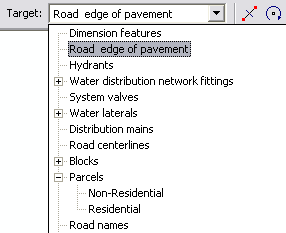 Target: Road edge of pavement
Dimension features
Road edge of pavement
Hydrants
Water distribution network fittings
System valves
Water laterals
Distribution mains
Road centerlines
Blocks
Parcels
Non-Residential
Residential
Road names